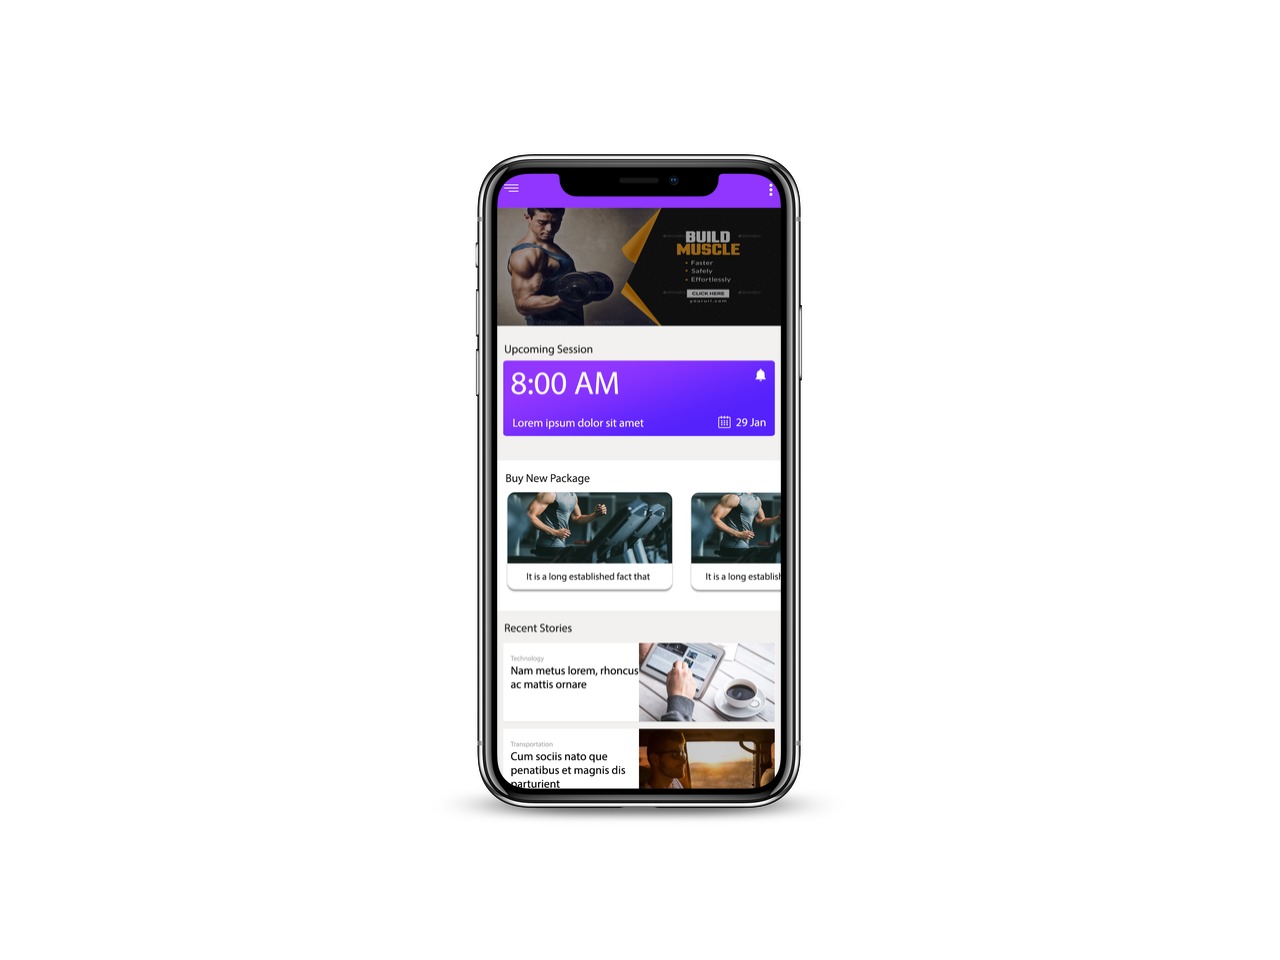 BUILD
MUSCLE
• Faster
• Safely
• Effortlessly
CLICK HERE
yoururl.com
Upcoming Session
8:00 AM
Lorem ipsum dolor sit amet
29 Jan
Buy New Package
It is a long established fact that
It is a long establish
Recent Stories
Technology
Nam metus lorem, rhoncus
ac mattis ornare
Transportation
Cum sociis nato que
penatibus et magnis dis
parturient